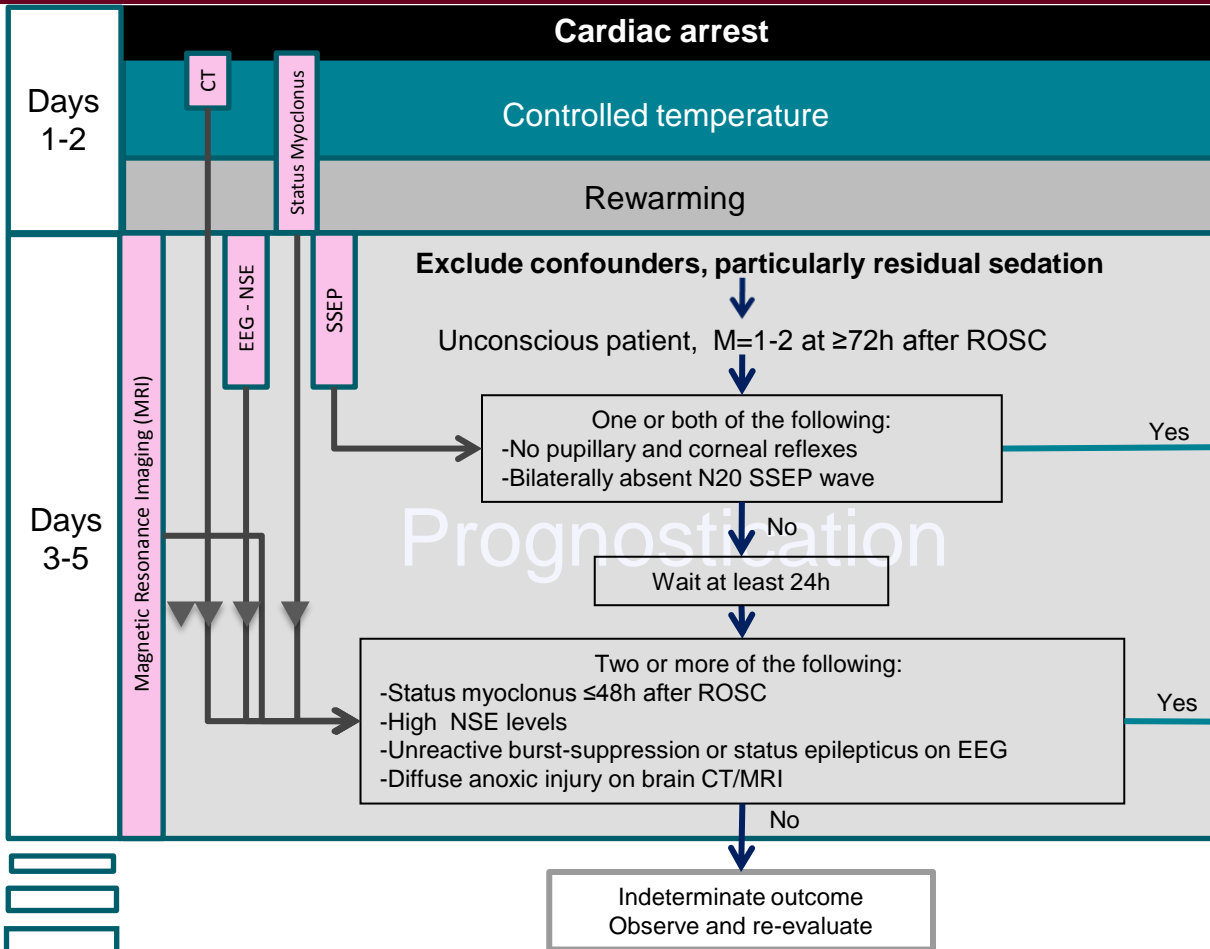 Cardiac arrest
CT
Status Myoclonus
Days
1-2
Controlled temperature
Rewarming
Magnetic Resonance Imaging (MRI)
EEG - NSE
SSEP
Exclude confounders, particularly residual sedation
Unconscious patient, M=1-2 at ≥72h after ROSC
One or both of the following:
-No pupillary and corneal reflexes
-Bilaterally absent N20 SSEP wave
Yes
Days
3-5
Prognostication
No
Wait at least 24h
Two or more of the following:
-Status myoclonus ≤48h after ROSC
-High NSE levels
-Unreactive burst-suppression or status epilepticus on EEG
-Diffuse anoxic injury on brain CT/MRI
Yes
No
Indeterminate outcome
Observe and re-evaluate